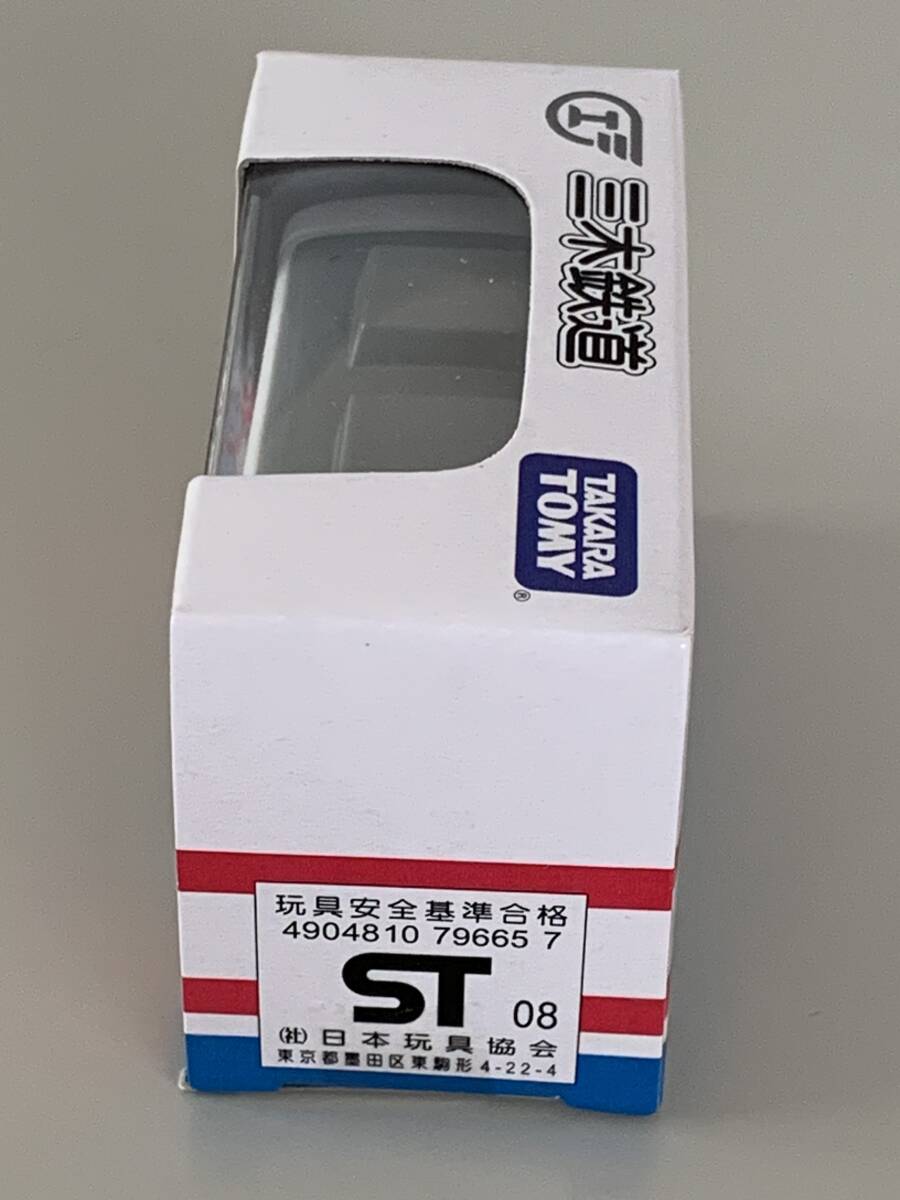 三木鉄道
TAKARA
TOMY
®
玩具安全基準合格
4904810 79665 7
ST 08
(社)日本玩具協会
東京都墨田区東駒形4-22-4